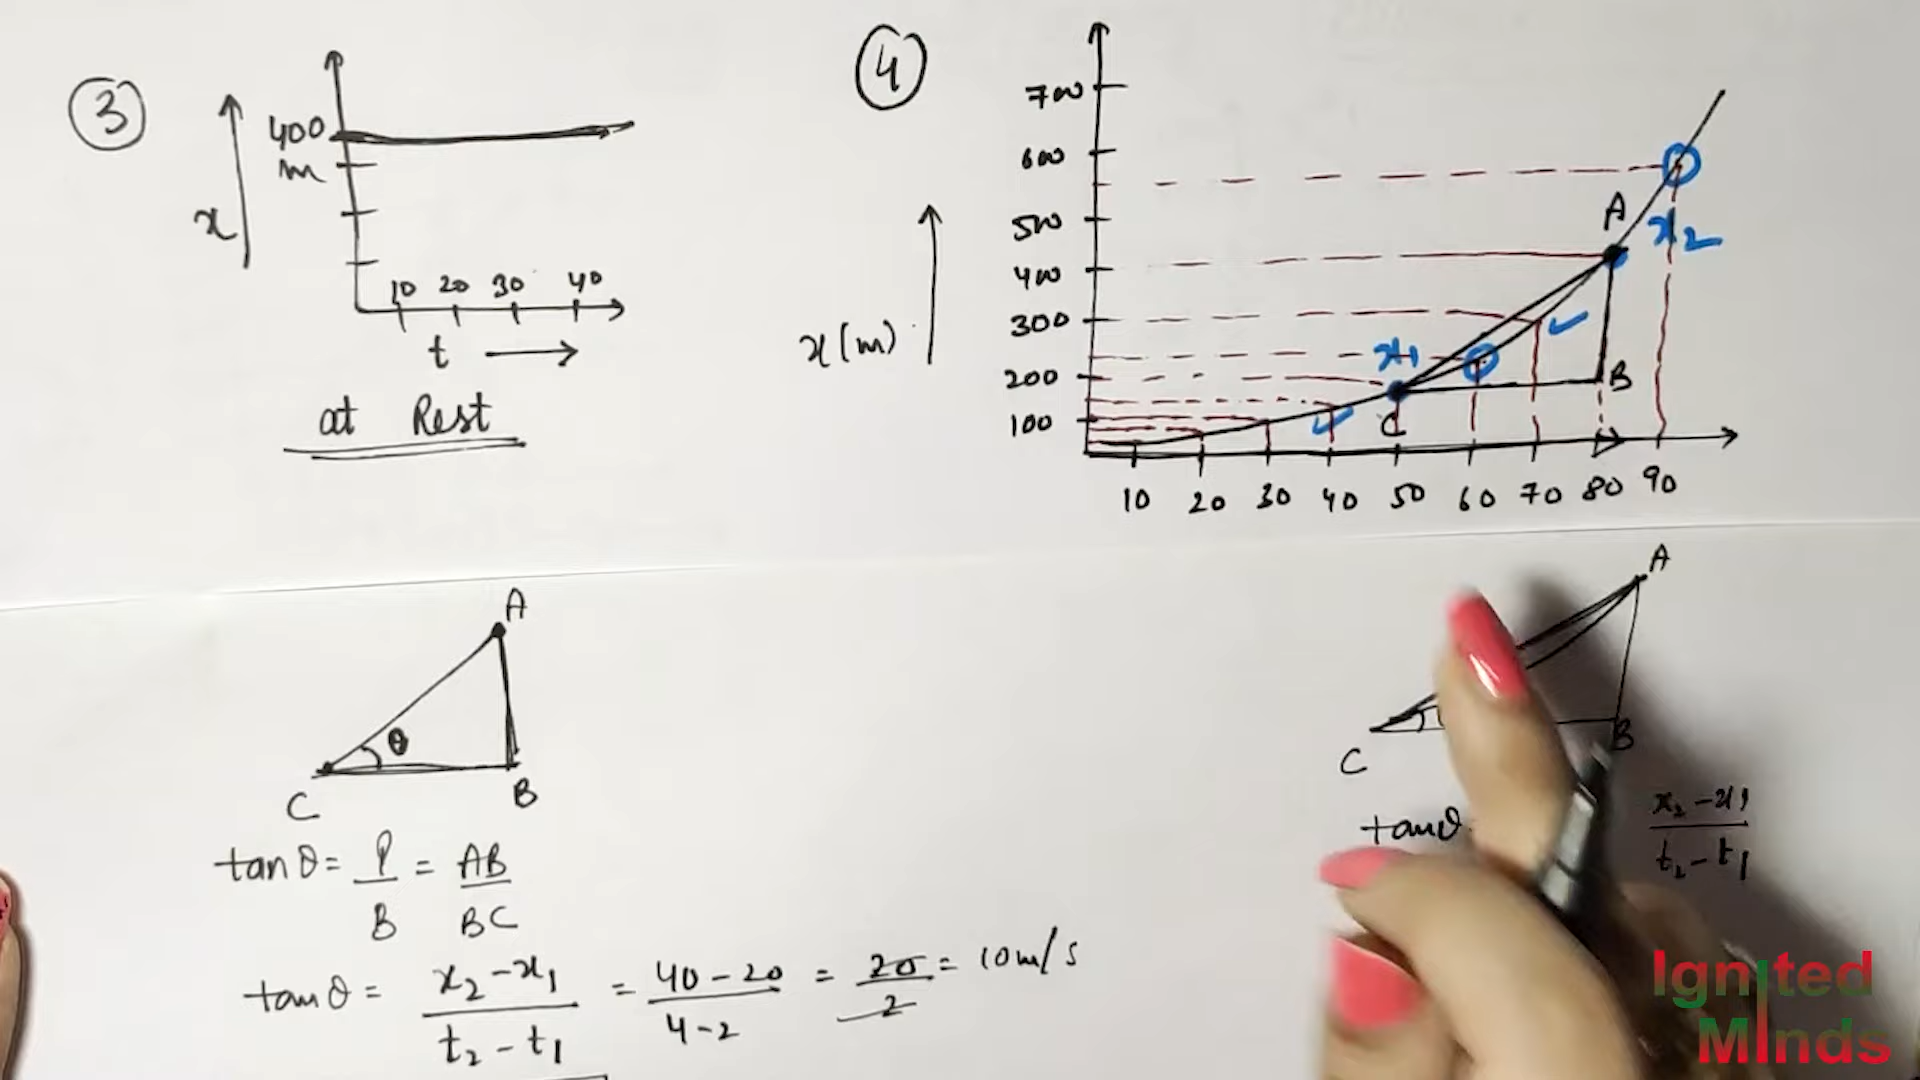 3
400
m
x
10 20 30 40
t
at Rest
4
700
600
500
400
300
200
100
x(m)
A
x2
x1
B
C
10 20 30 40 50 60 70 80 90
A
θ
C
B
tanθ = P/B = AB/BC
tanθ = x2-x1/t2-t1 = 40-20/4-2 = 20/2 = 10m/s
A
C
B
tanθ
x2-x1/t2-t1
Ignited
Minds